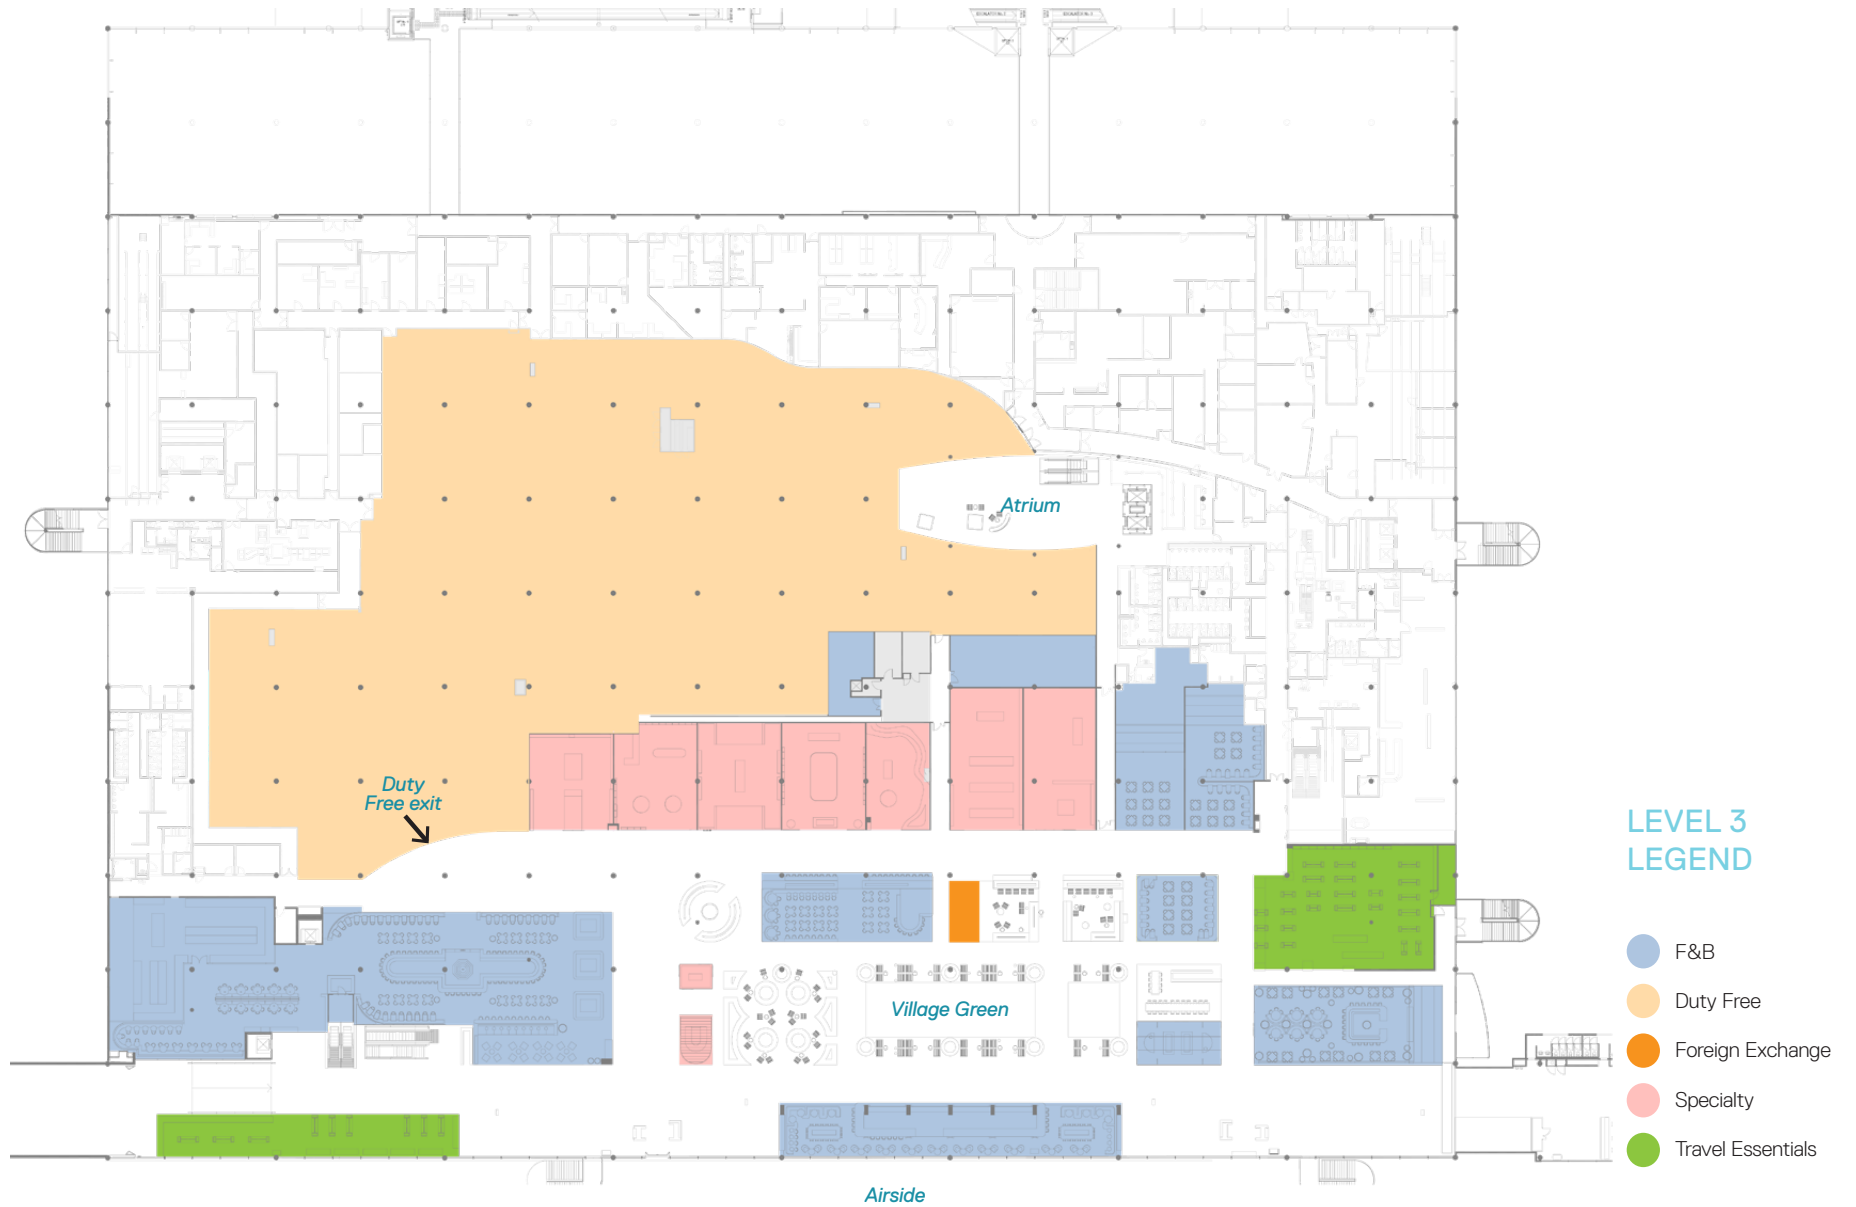 Atrium
Duty
Free exit
Village Green
Airside
LEVEL 3
LEGEND
F&B
Duty Free
Foreign Exchange
Specialty
Travel Essentials